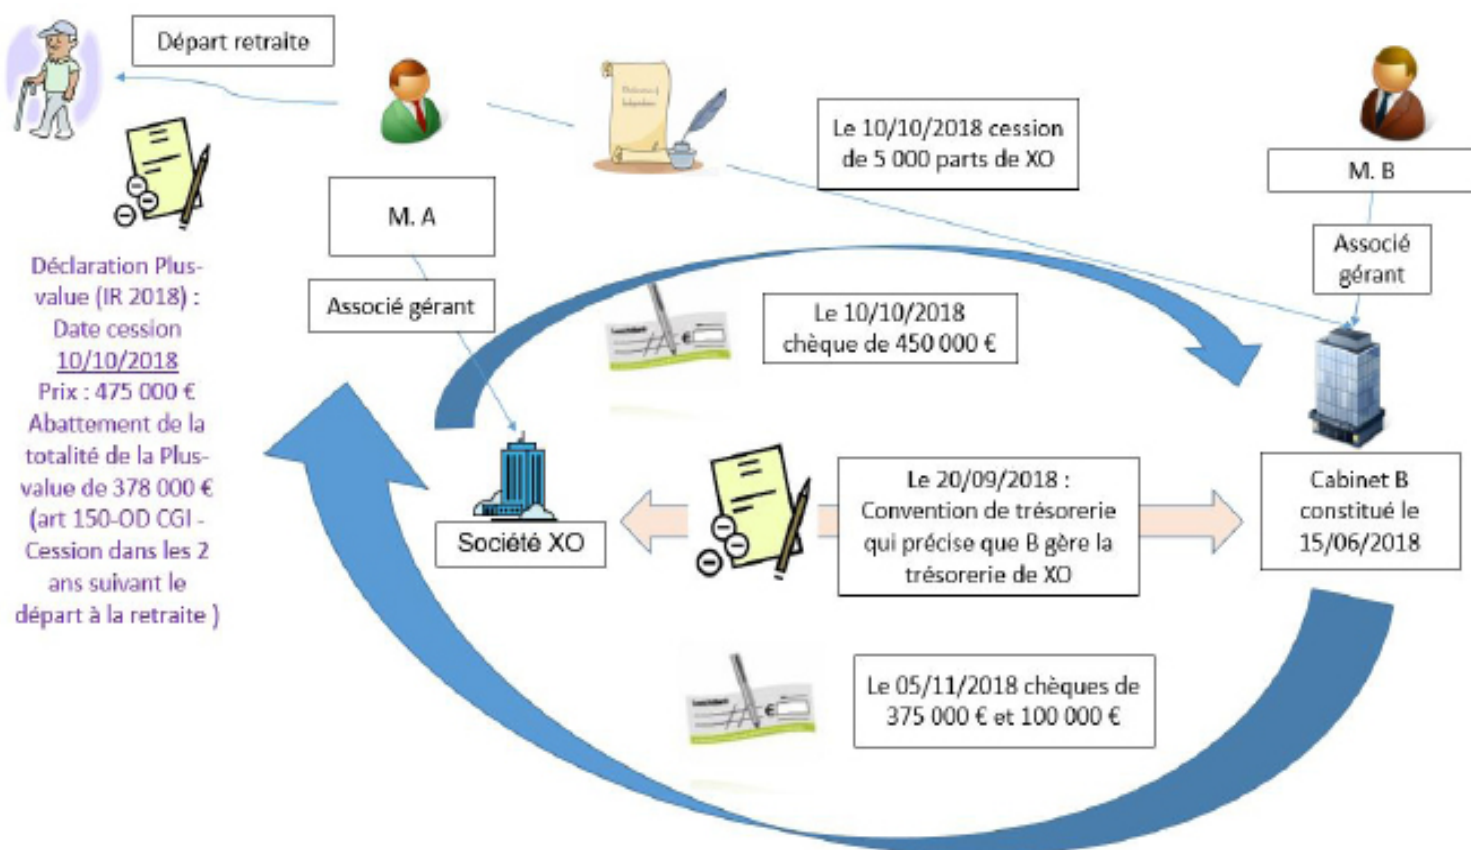 Départ retraite
Le 10/10/2018 cession
de 5 000 parts de XO
M. B
M. A
Associé
gérant
Associé gérant
Le 10/10/2018
chèque de 450 000 €
Déclaration Plus-
value (IR 2018) :
Date cession
10/10/2018
Prix : 475 000 €
Abattement de la
totalité de la Plus-
value de 378 000 €
(art 150-OD CGI -
Cession dans les 2
ans suivant le
départ à la retraite )
Société XO
Le 20/09/2018 :
Convention de trésorerie
qui précise que B gère la
trésorerie de XO
Cabinet B
constitué le
15/06/2018
Le 05/11/2018 chèques de
375 000 € et 100 000 €